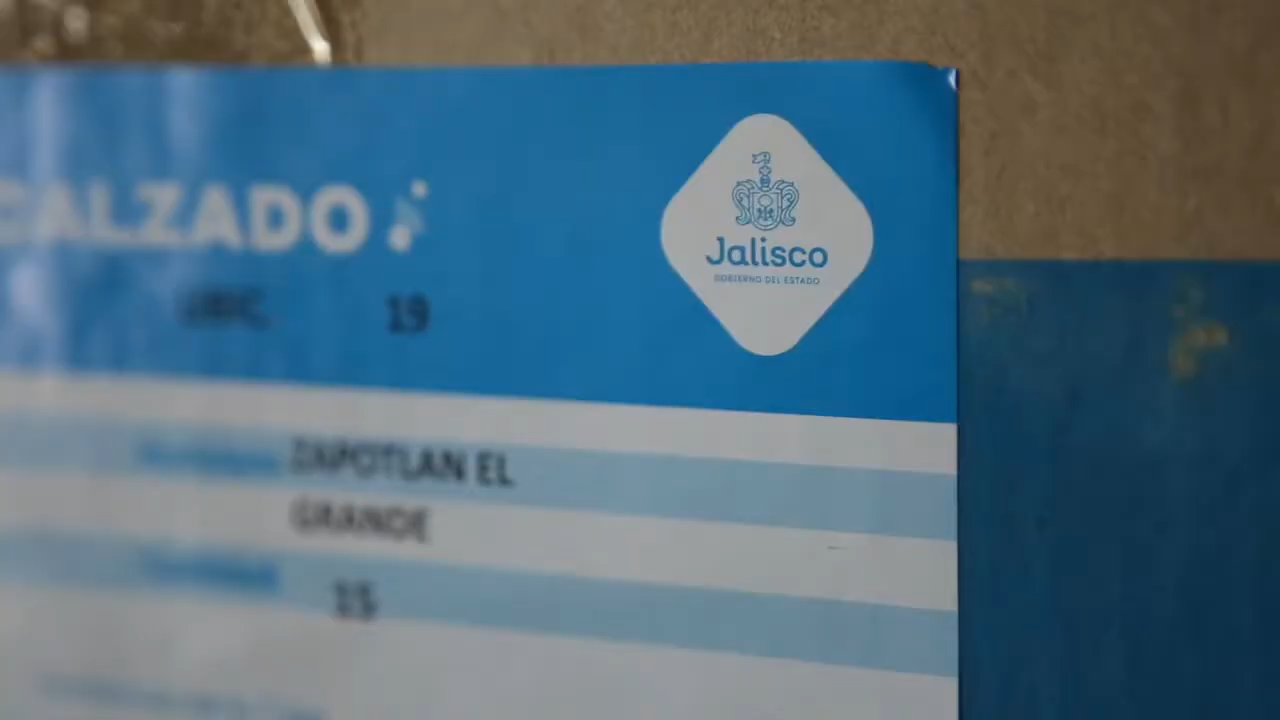 CALZADO
19
Jalisco
GOBIERNO DEL ESTADO
ZAPOTLAN EL
GRANDE
15